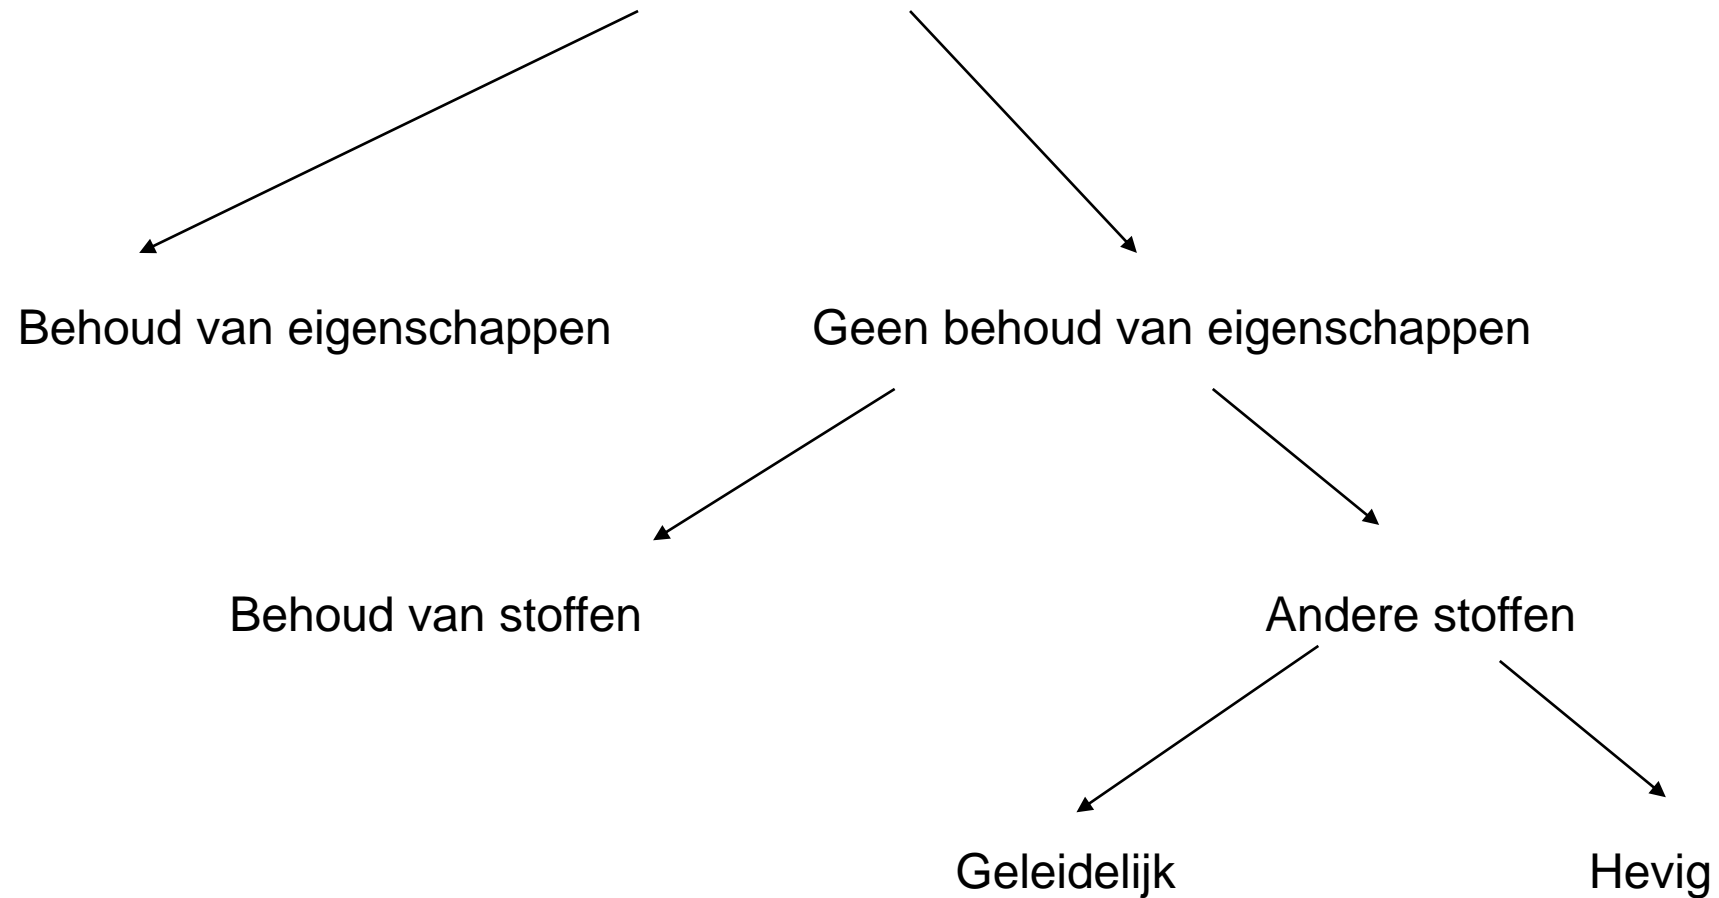 Behoud van eigenschappen
Geen behoud van eigenschappen
Behoud van stoffen
Andere stoffen
Geleidelijk
Hevig